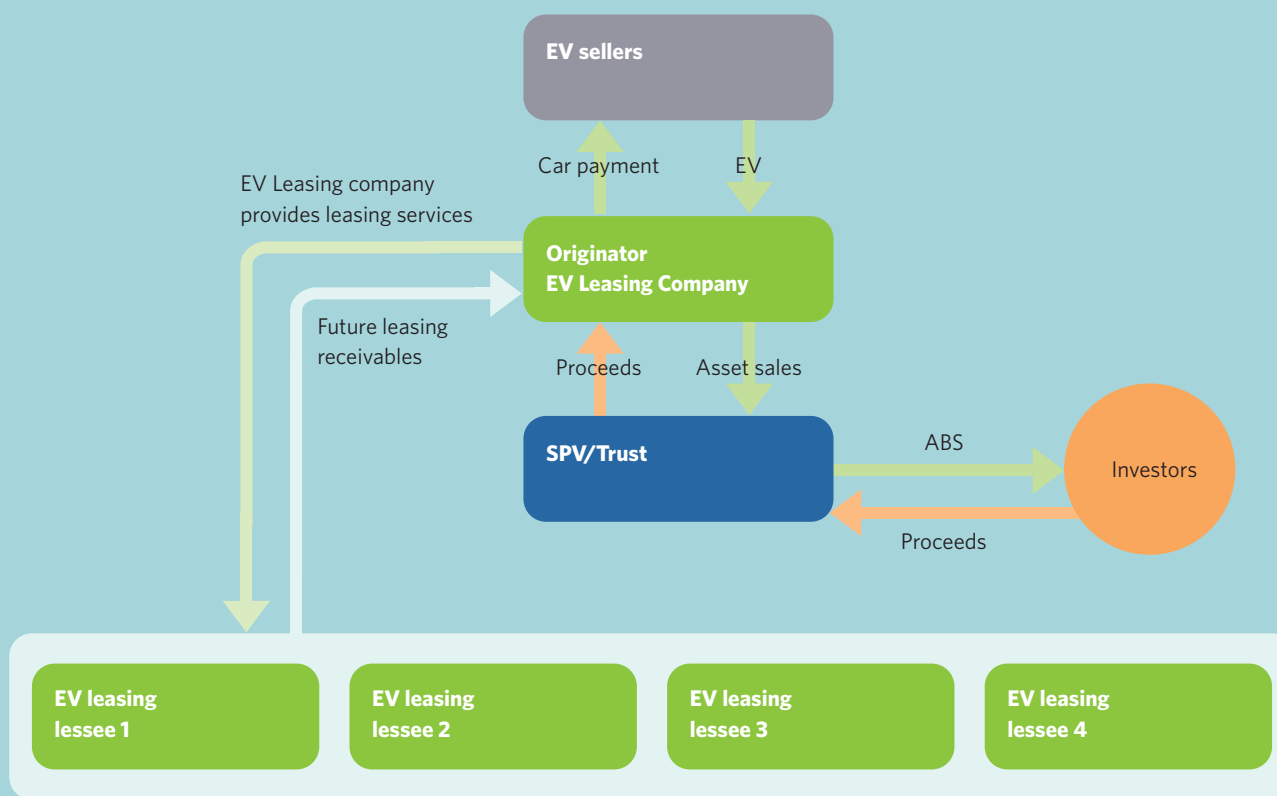 EV sellers
Car payment
EV
EV Leasing company
provides leasing services
Originator
EV Leasing Company
Future leasing
receivables
Proceeds
Asset sales
SPV/Trust
ABS
Investors
Proceeds
EV leasing
lessee 1
EV leasing
lessee 2
EV leasing
lessee 3
EV leasing
lessee 4